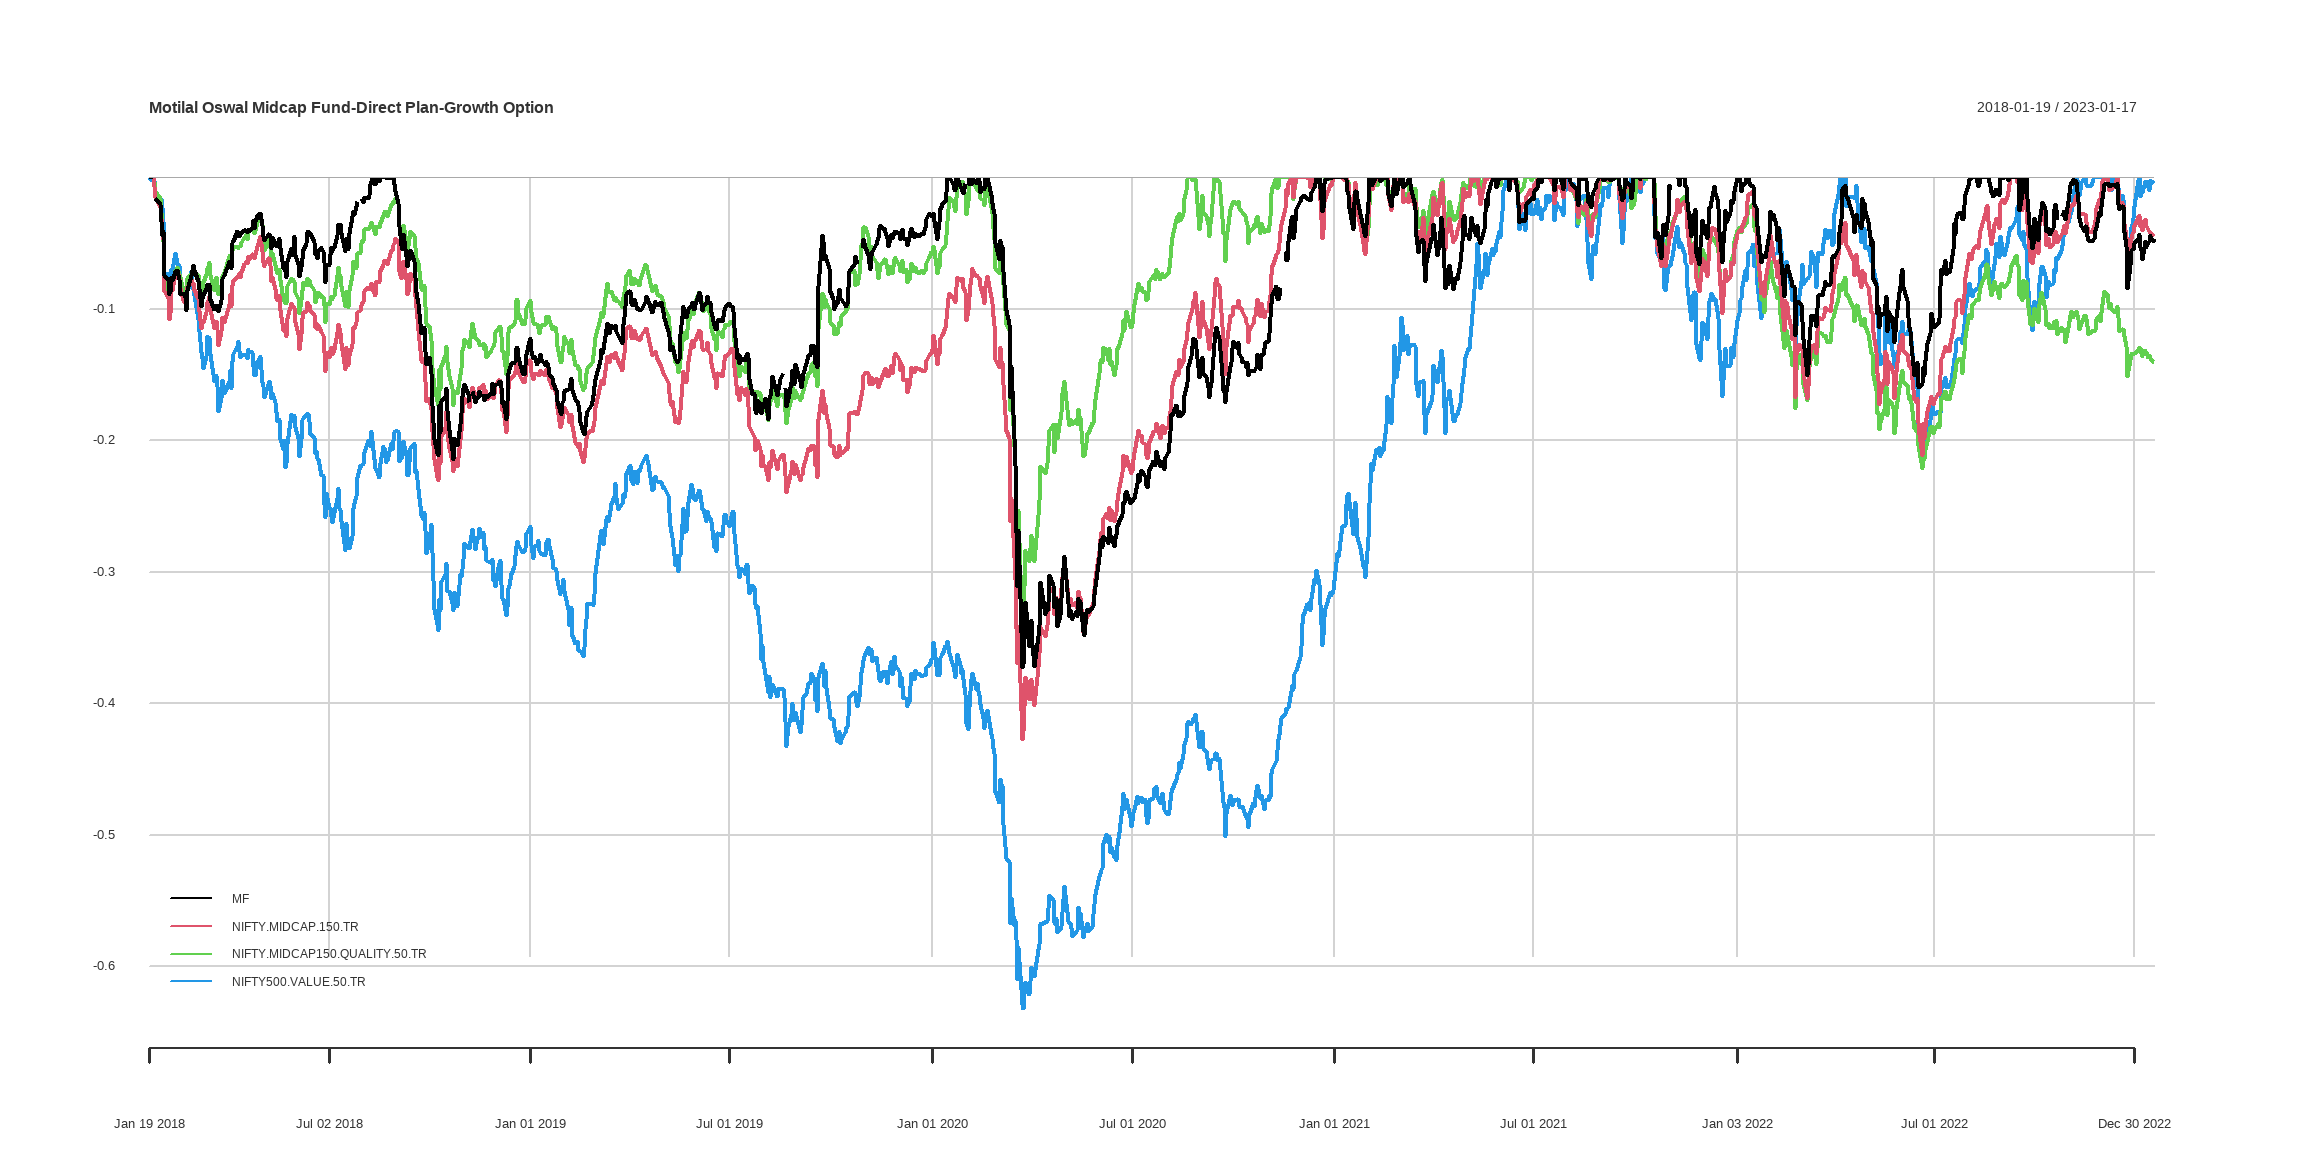 Motilal Oswal Midcap Fund-Direct Plan-Growth Option
2018-01-19 / 2023-01-17
-0.1
-0.2
-0.3
-0.4
-0.5
-0.6
MF
NIFTY.MIDCAP.150.TR
NIFTY.MIDCAP150.QUALITY.50.TR
NIFTY500.VALUE.50.TR
Jan 19 2018 Jul 02 2018 Jan 01 2019 Jul 01 2019 Jan 01 2020 Jul 01 2020 Jan 01 2021 Jul 01 2021 Jan 03 2022 Jul 01 2022 Dec 30 2022